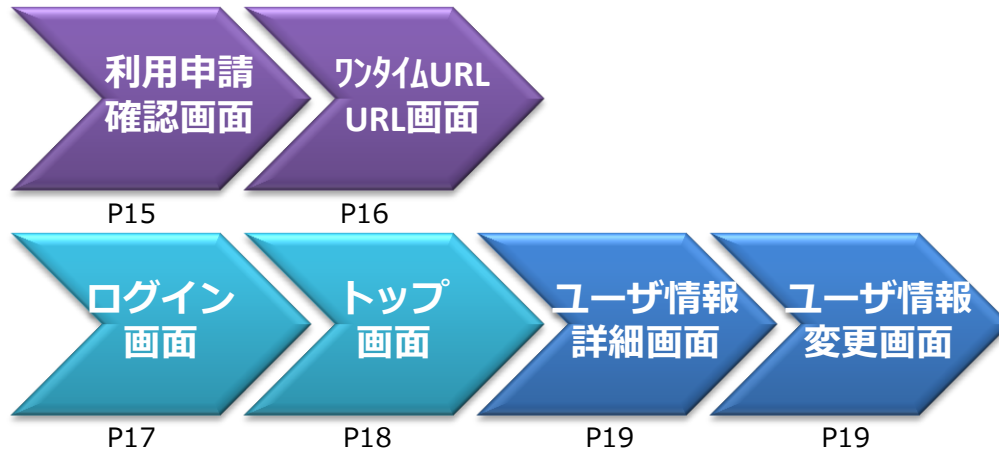 利用申請
確認画面
ﾜﾝﾀｲﾑURL
URL画面
P15
P16
ログイン
画面
トップ
画面
ユーザ情報
詳細画面
ユーザ情報
変更画面
P17
P18
P19
P19